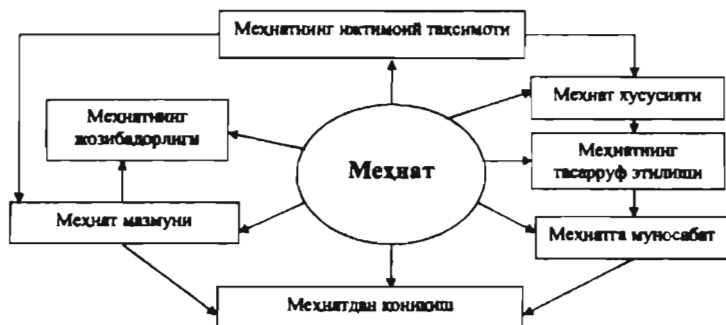 Меҳнатнинг ижтимоий тақсимоти
Меҳнатнинг
жозибадорлиги
Меҳнат
Меҳнат хусусияти
Меҳнатнинг
тасарруф этилиши
Меҳнат мазмуни
Меҳнатга муносабат
Меҳнатдан қониқиш